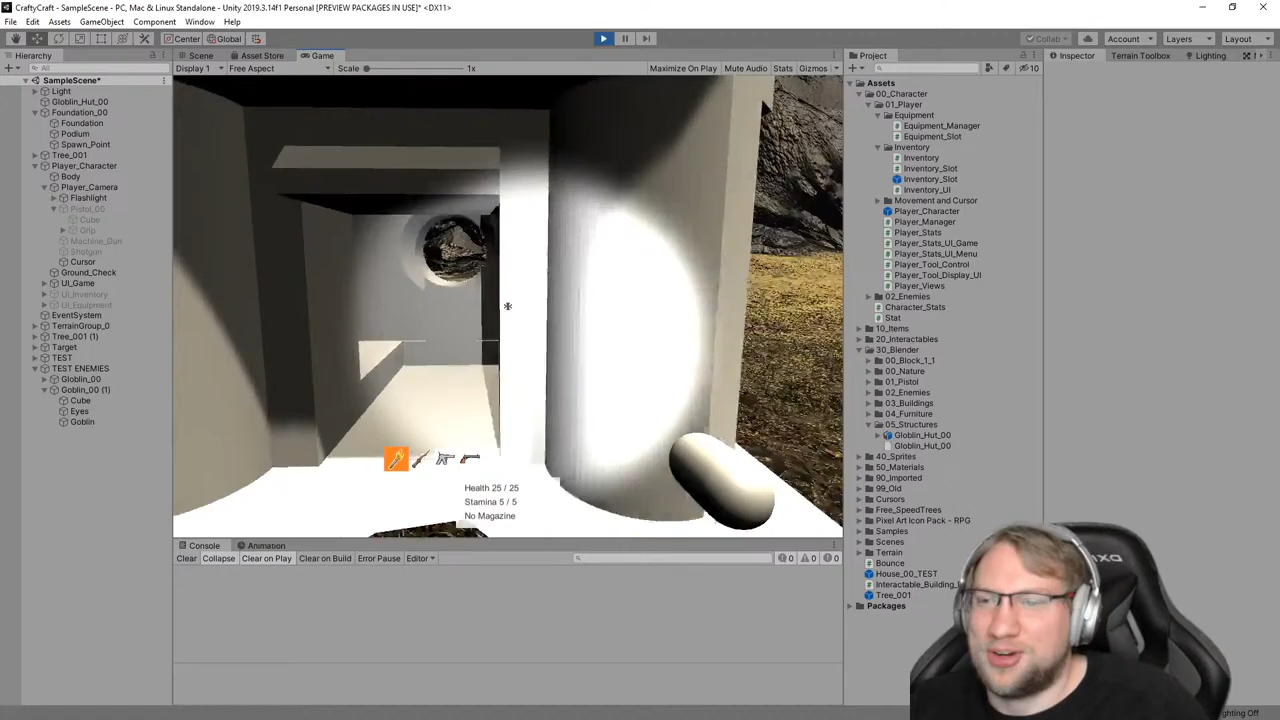 CraftyCraft - SampleScene - PC, Mac & Linux Standalone - Unity 2019.3.14f1 Personal [PREVIEW PACKAGES IN USE]* <DX11>
File Edit Assets GameObject Component Window Help
Center Global Collab Account Layers Layout
Hierarchy Scene Asset Store Game Project Inspector Terrain Toolbox Lighting
All Display 1 Free Aspect Scale 1x Maximize On Play Mute Audio Stats Gizmos 10
SampleScene*
Light
Globlin_Hut_00
Foundation_00
Foundation
Podium
Spawn_Point
Tree_001
Player_Character
Body
Player_Camera
Flashlight
Pistol_00
Cube
Grip
Machine_Gun
Shotgun
Cursor
Ground_Check
UI_Game
UI_Inventory
UI_Equipment
EventSystem
TerrainGroup_0
Tree_001 (1)
Target
TEST
TEST ENEMIES
Globlin_00
Goblin_00 (1)
Cube
Eyes
Goblin
Health 25 / 25
Stamina 5 / 5
No Magazine
Console Animation
Clear Collapse Clear on Play Clear on Build Error Pause Editor 0 0 0
Assets
00_Character
01_Player
Equipment
Equipment_Manager
Equipment_Slot
Inventory
Inventory
Inventory_Slot
Inventory_Slot
Inventory_UI
Movement and Cursor
Player_Character
Player_Manager
Player_Stats
Player_Stats_UI_Game
Player_Stats_UI_Menu
Player_Tool_Control
Player_Tool_Display_UI
Player_Views
02_Enemies
Character_Stats
Stat
10_Items
20_Interactables
30_Blender
00_Block_1_1
00_Nature
01_Pistol
02_Enemies
03_Buildings
04_Furniture
05_Structures
Globlin_Hut_00
Globlin_Hut_00
40_Sprites
50_Materials
90_Imported
99_Old
Cursors
Free_SpeedTrees
Pixel Art Icon Pack - RPG
Samples
Scenes
Terrain
Bounce
House_00_TEST
Interactable_Building_
Tree_001
Packages
ghting Off